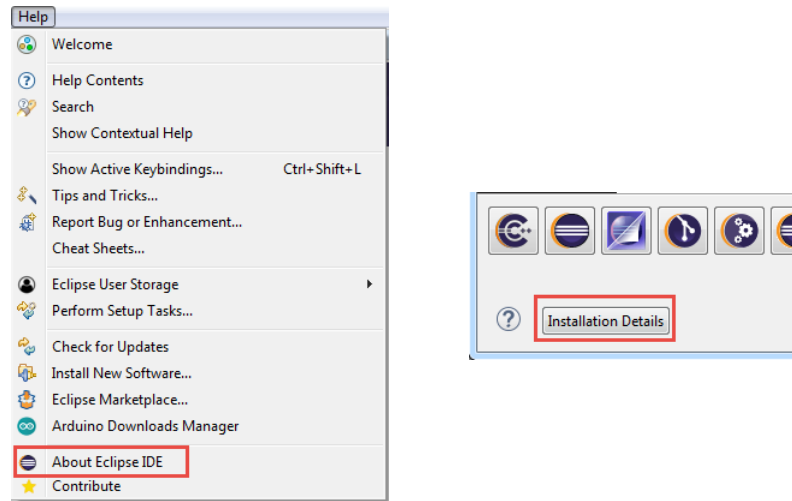 Help
Welcome
Help Contents
Search
Show Contextual Help
Show Active Keybindings... Ctrl+Shift+L
Tips and Tricks...
Report Bug or Enhancement...
Cheat Sheets...
Eclipse User Storage
Perform Setup Tasks...
Check for Updates
Install New Software...
Eclipse Marketplace...
Arduino Downloads Manager
About Eclipse IDE
Contribute
Installation Details